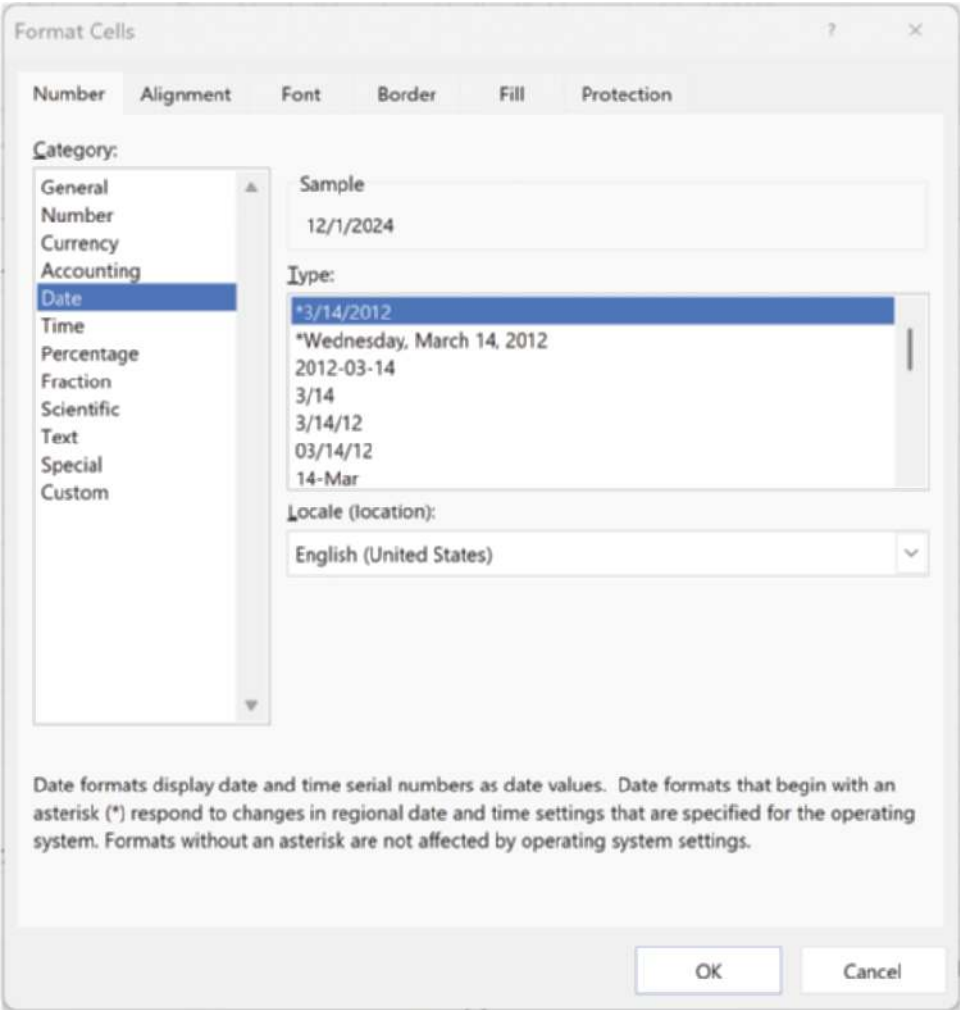 Format Cells
?
Number Alignment Font Border Fill Protection
Category:
General
Number
Currency
Accounting
Date
Time
Percentage
Fraction
Scientific
Text
Special
Custom
Sample
12/1/2024
Type:
*3/14/2012
*Wednesday, March 14, 2012
2012-03-14
3/14
3/14/12
03/14/12
14-Mar
Locale (location):
English (United States)
Date formats display date and time serial numbers as date values. Date formats that begin with an
asterisk (*) respond to changes in regional date and time settings that are specified for the operating
system. Formats without an asterisk are not affected by operating system settings.
OK Cancel